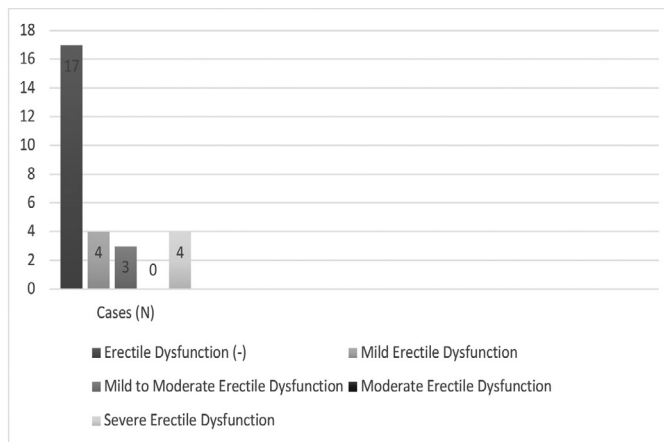 18
16
14
12
10
8
6
4
2
0
17
4
3
0
4
Cases (N)
Erectile Dysfunction (-)
Mild Erectile Dysfunction
Mild to Moderate Erectile Dysfunction
Moderate Erectile Dysfunction
Severe Erectile Dysfunction